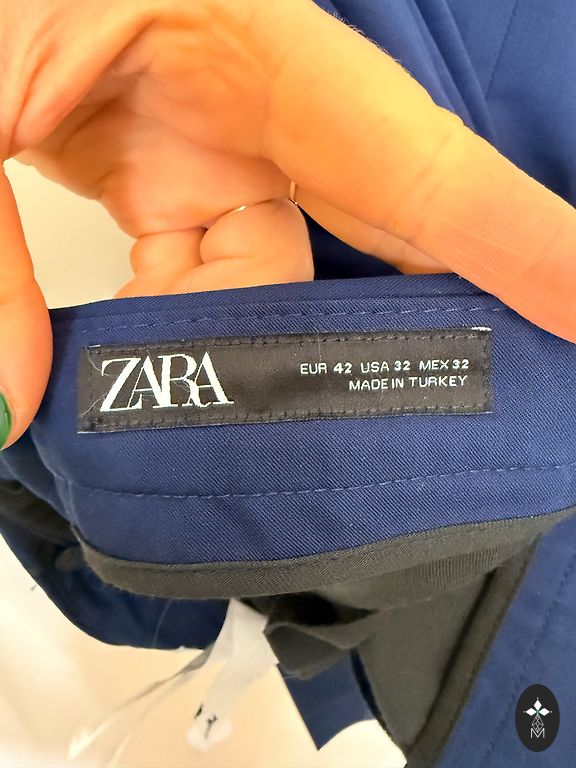 ZARA
EUR 42 USA 32 MEX 32
MADE IN TURKEY
M